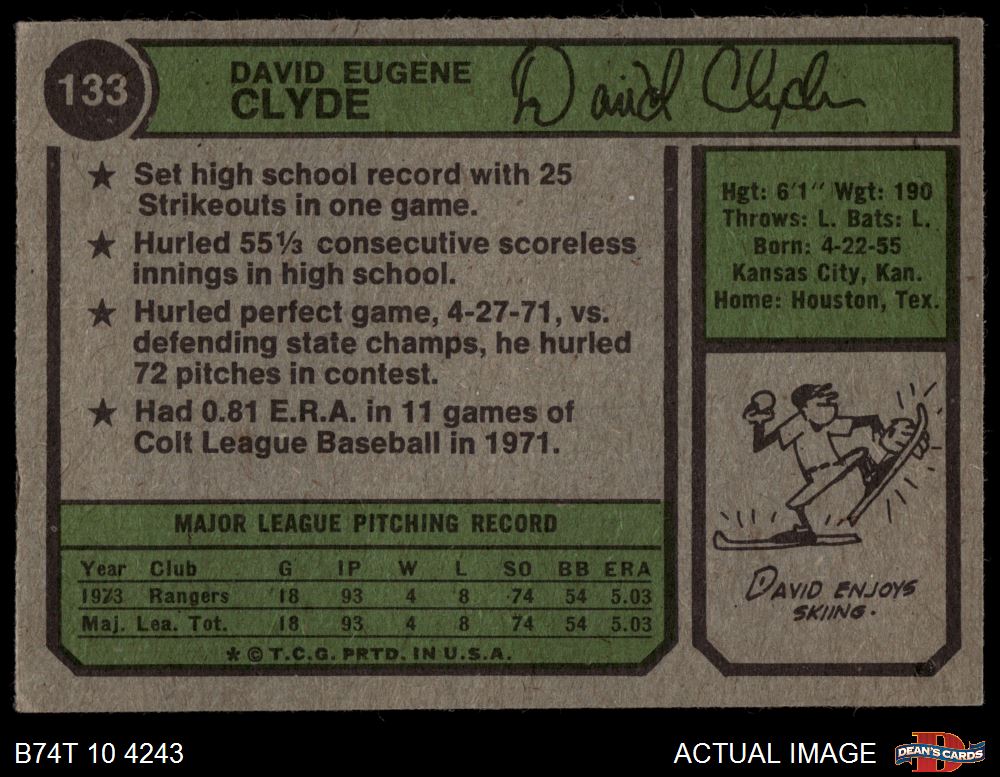 133
DAVID EUGENE
CLYDE
David Clyde
★ Set high school record with 25
Strikeouts in one game.
★ Hurled 55⅓ consecutive scoreless
innings in high school.
★ Hurled perfect game, 4-27-71, vs.
defending state champs, he hurled
72 pitches in contest.
★ Had 0.81 E.R.A. in 11 games of
Colt League Baseball in 1971.
Hgt: 6'1" Wgt: 190
Throws: L. Bats: L.
Born: 4-22-55
Kansas City, Kan.
Home: Houston, Tex.
DAVID ENJOYS
SKIING.
MAJOR LEAGUE PITCHING RECORD
Year Club G IP W L SO BB ERA
1973 Rangers 18 93 4 8 74 54 5.03
Maj. Lea. Tot. 18 93 4 8 74 54 5.03
* © T.C.G. PRTD. IN U.S.A.
B74T 10 4243
ACTUAL IMAGE
D
DEAN'S CARDS